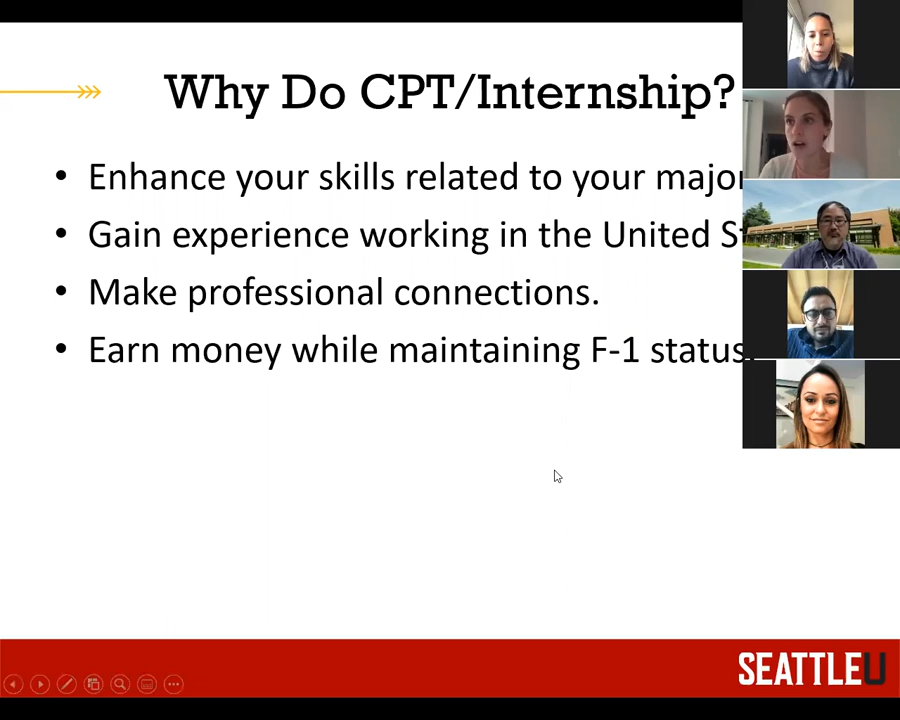 Why Do CPT/Internship?
• Enhance your skills related to your major
• Gain experience working in the United S
• Make professional connections.
• Earn money while maintaining F-1 status.
SEATTLEU